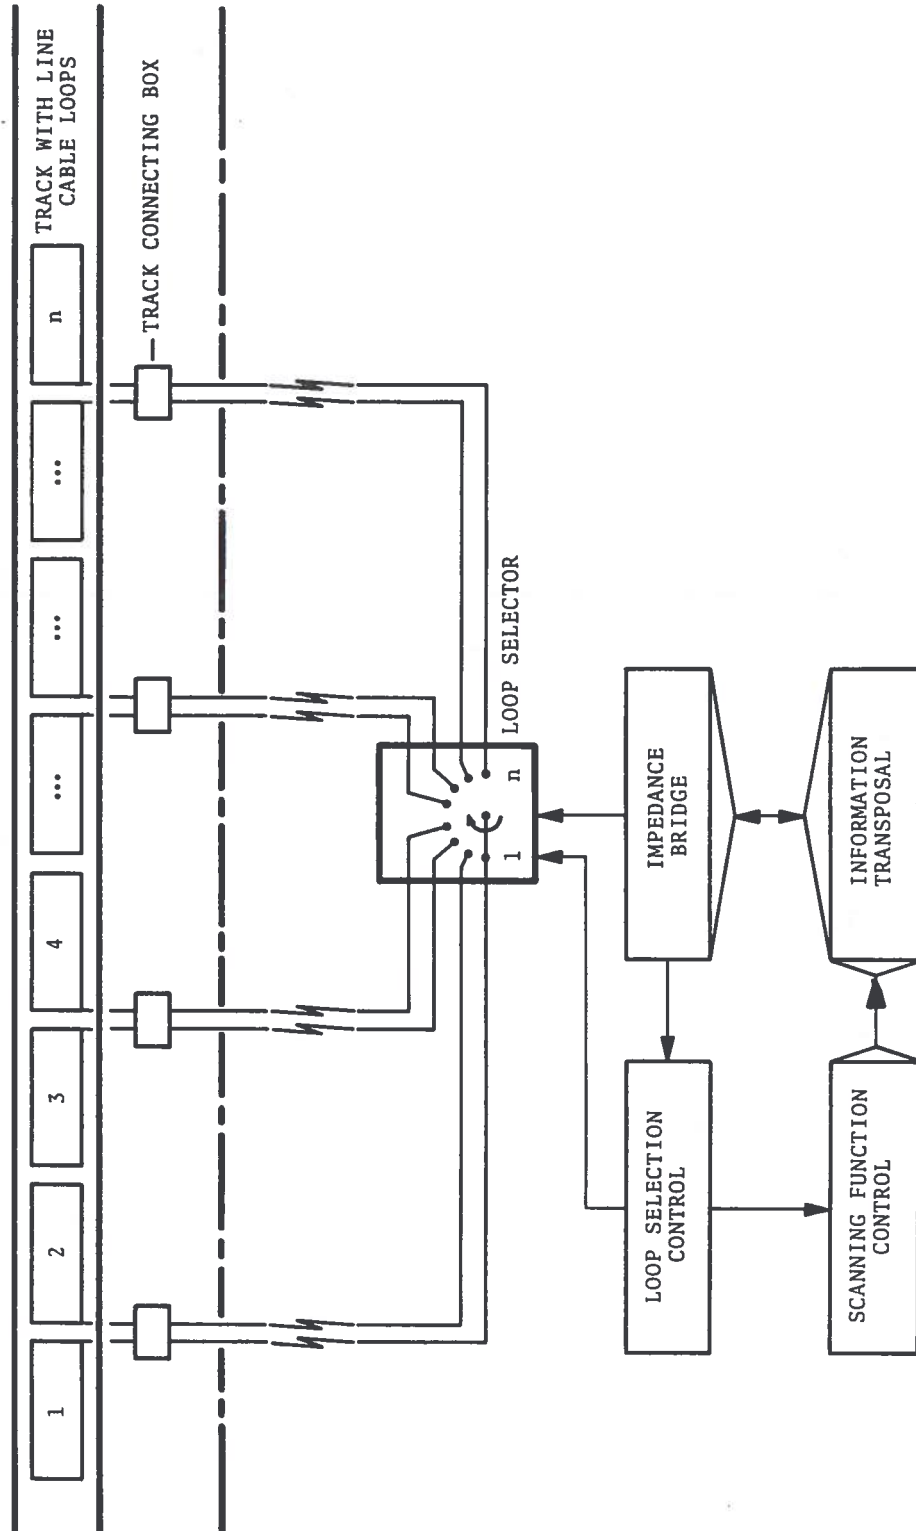 TRACK WITH LINE
CABLE LOOPS
1
2
3
4
...
...
...
n
TRACK CONNECTING BOX
LOOP SELECTOR
1
n
LOOP SELECTION
CONTROL
IMPEDANCE
BRIDGE
SCANNING FUNCTION
CONTROL
INFORMATION
TRANSPOSAL